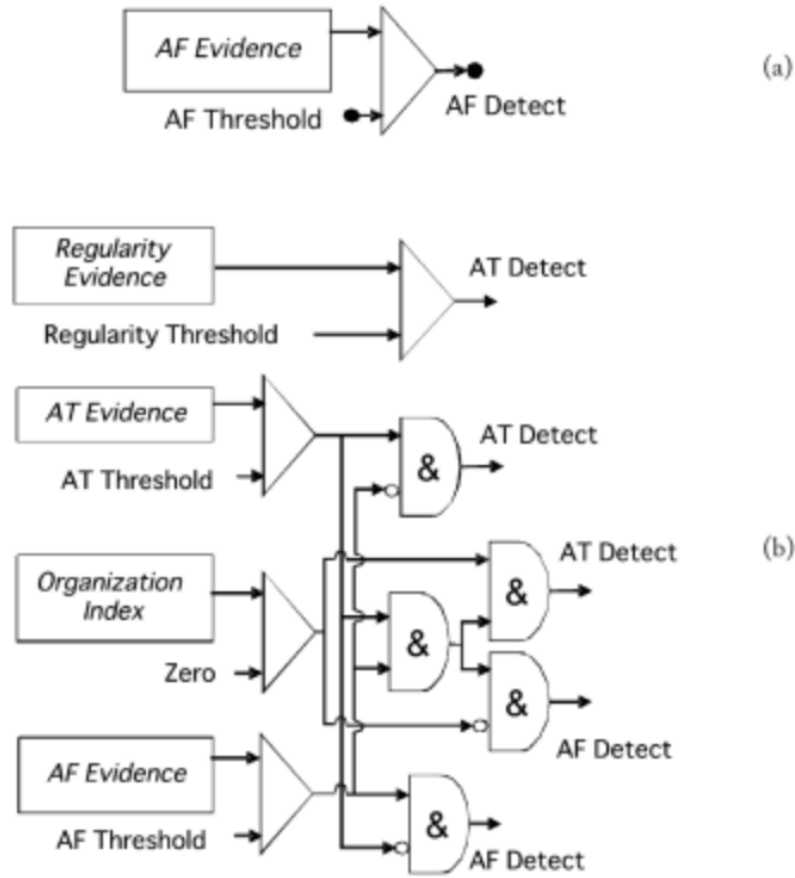 AF Evidence
(a)
AF Threshold
AF Detect
Regularity
Evidence
AT Detect
Regularity Threshold
AT Evidence
AT Detect
&
AT Threshold
(b)
AT Detect
Organization
Index
&
&
Zero
&
AF Detect
AF Evidence
&
AF Threshold
AF Detect